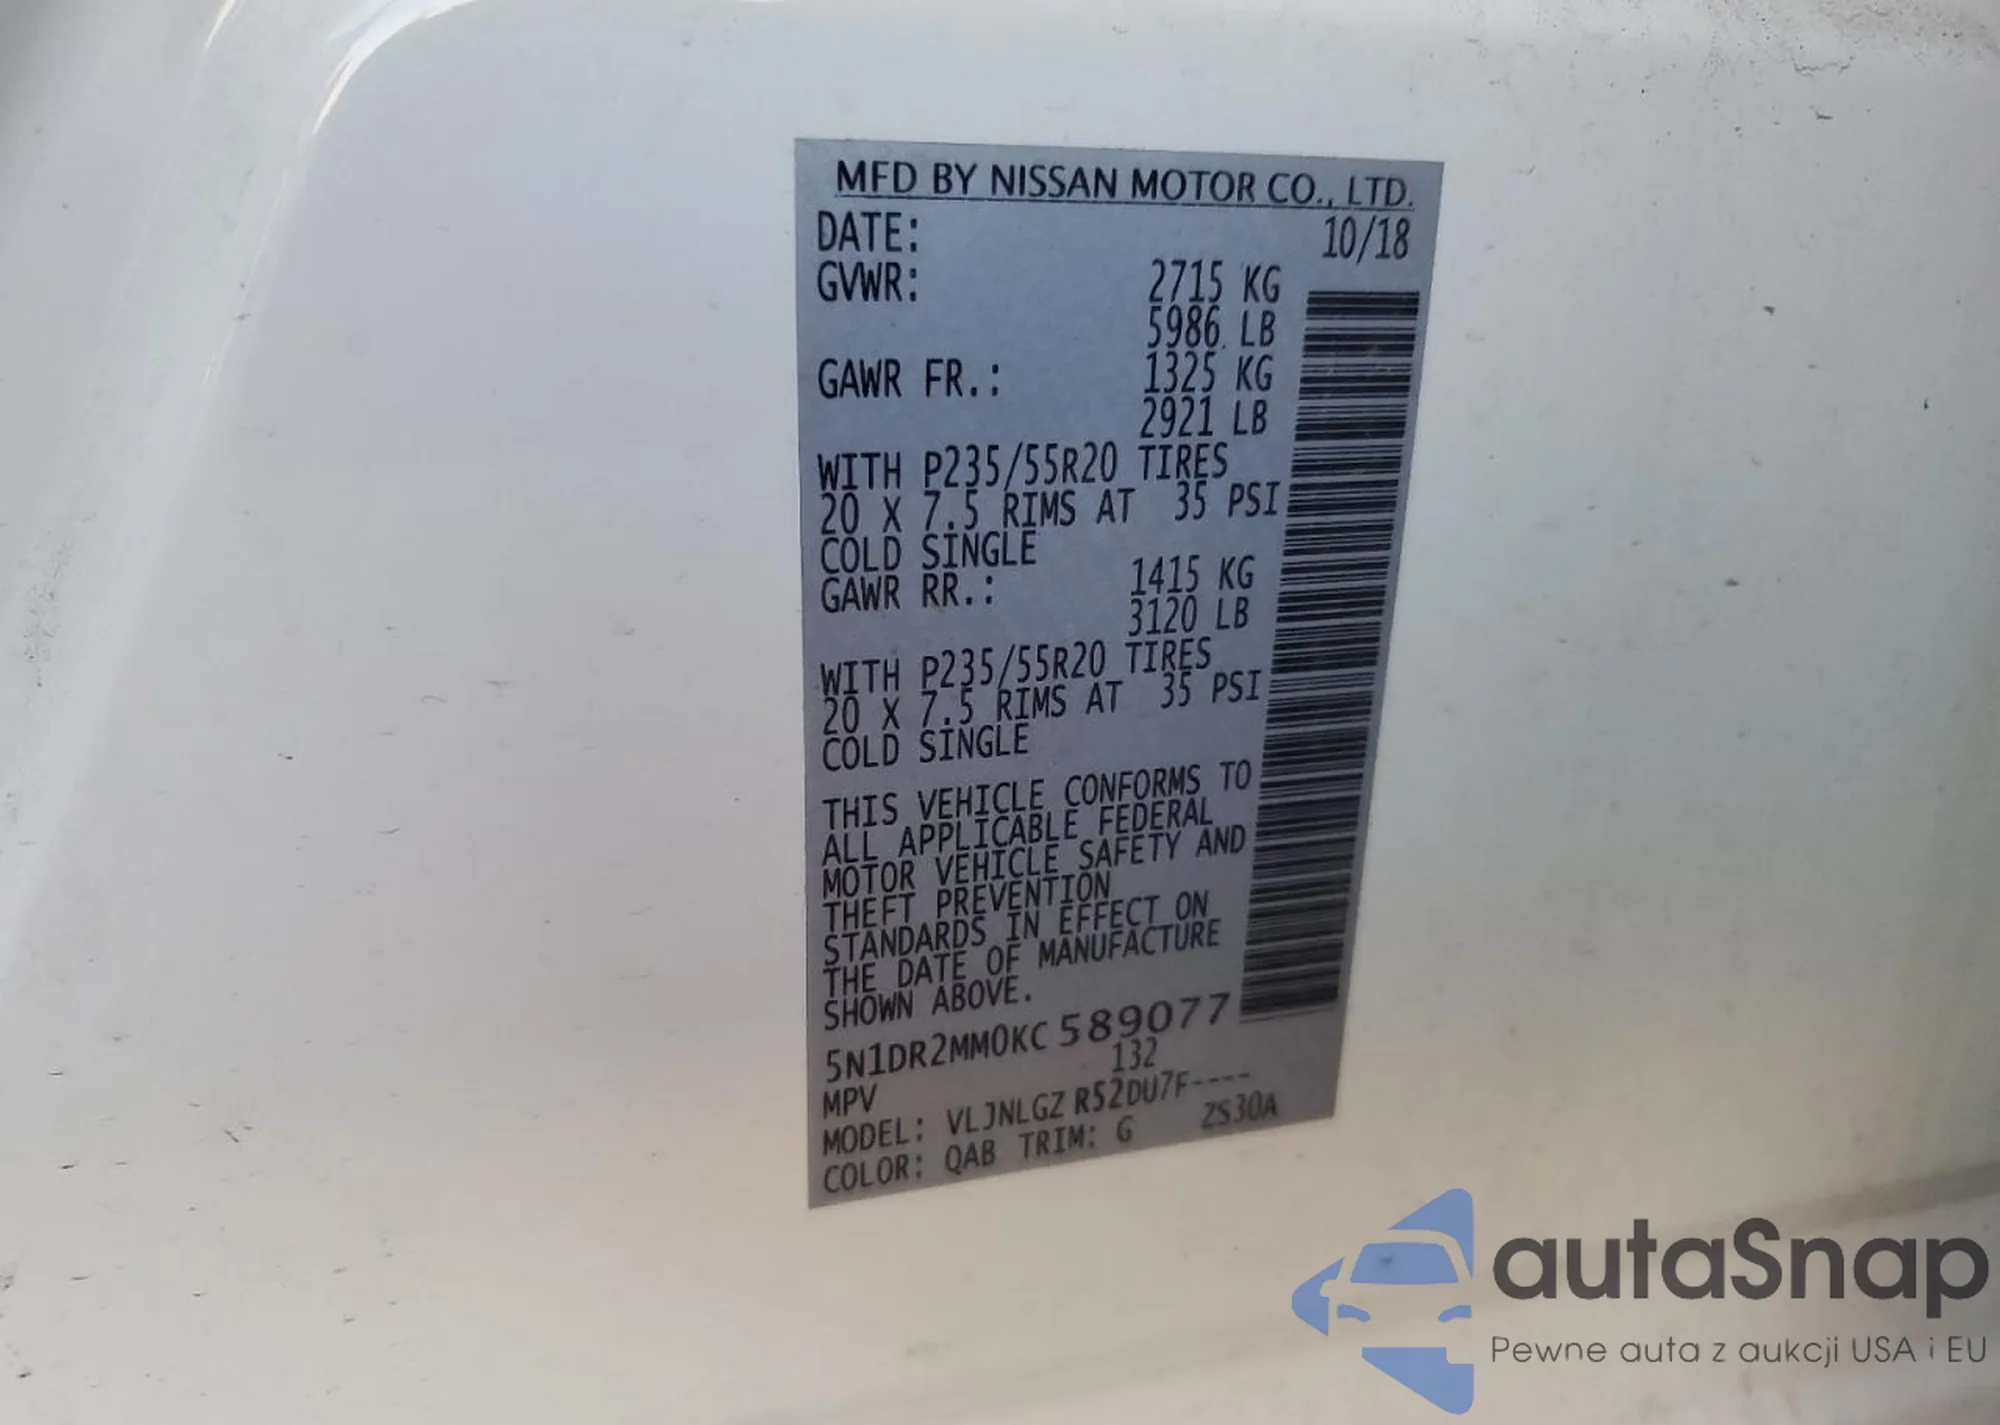 MFD BY NISSAN MOTOR CO., LTD.
DATE: 10/18
GVWR: 2715 KG
5986 LB
GAWR FR.: 1325 KG
2921 LB
WITH P235/55R20 TIRES
20 X 7.5 RIMS AT 35 PSI
COLD SINGLE
GAWR RR.: 1415 KG
3120 LB
WITH P235/55R20 TIRES
20 X 7.5 RIMS AT 35 PSI
COLD SINGLE
THIS VEHICLE CONFORMS TO
ALL APPLICABLE FEDERAL
MOTOR VEHICLE SAFETY AND
THEFT PREVENTION
STANDARDS IN EFFECT ON
THE DATE OF MANUFACTURE
SHOWN ABOVE.
5N1DR2MM0KC589077
MPV 132
MODEL: VLJNLGZ R52DU7F----
COLOR: QAB TRIM: G ZS30A
autaSnap
Pewne auta z aukcji USA i EU